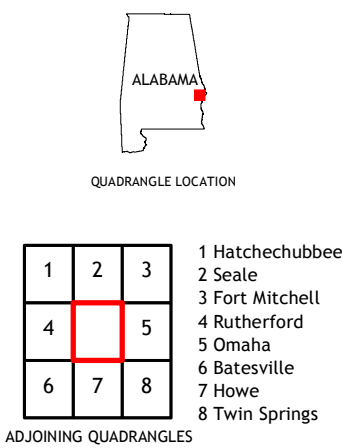 ALABAMA
QUADRANGLE LOCATION
1 2 3
4 5
6 7 8
1 Hatchechubbee
2 Seale
3 Fort Mitchell
4 Rutherford
5 Omaha
6 Batesville
7 Howe
8 Twin Springs
ADJOINING QUADRANGLES